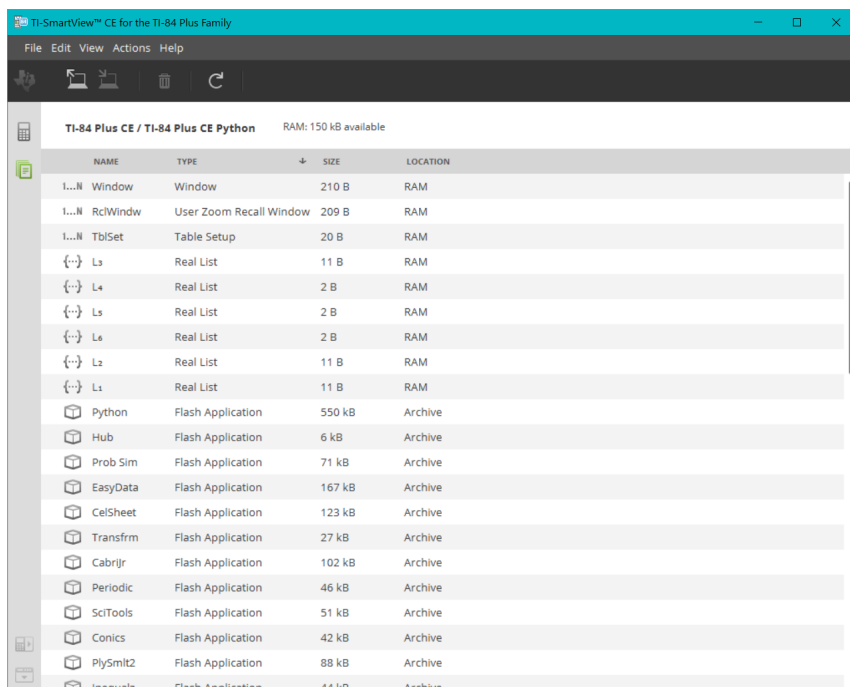 TI-SmartView™ CE for the TI-84 Plus Family
File Edit View Actions Help
TI-84 Plus CE / TI-84 Plus CE Python RAM: 150 kB available
NAME TYPE SIZE LOCATION
1...N Window Window 210 B RAM
1...N RclWindw User Zoom Recall Window 209 B RAM
1...N TblSet Table Setup 20 B RAM
{...} L₃ Real List 11 B RAM
{...} L₄ Real List 2 B RAM
{...} L₅ Real List 2 B RAM
{...} L₆ Real List 2 B RAM
{...} L₂ Real List 11 B RAM
{...} L₁ Real List 11 B RAM
Python Flash Application 550 kB Archive
Hub Flash Application 6 kB Archive
Prob Sim Flash Application 71 kB Archive
EasyData Flash Application 167 kB Archive
CelSheet Flash Application 123 kB Archive
Transfrm Flash Application 27 kB Archive
CabriJr Flash Application 102 kB Archive
Periodic Flash Application 46 kB Archive
SciTools Flash Application 51 kB Archive
Conics Flash Application 42 kB Archive
PlySmlt2 Flash Application 88 kB Archive
Flash Application 44 kB Archive